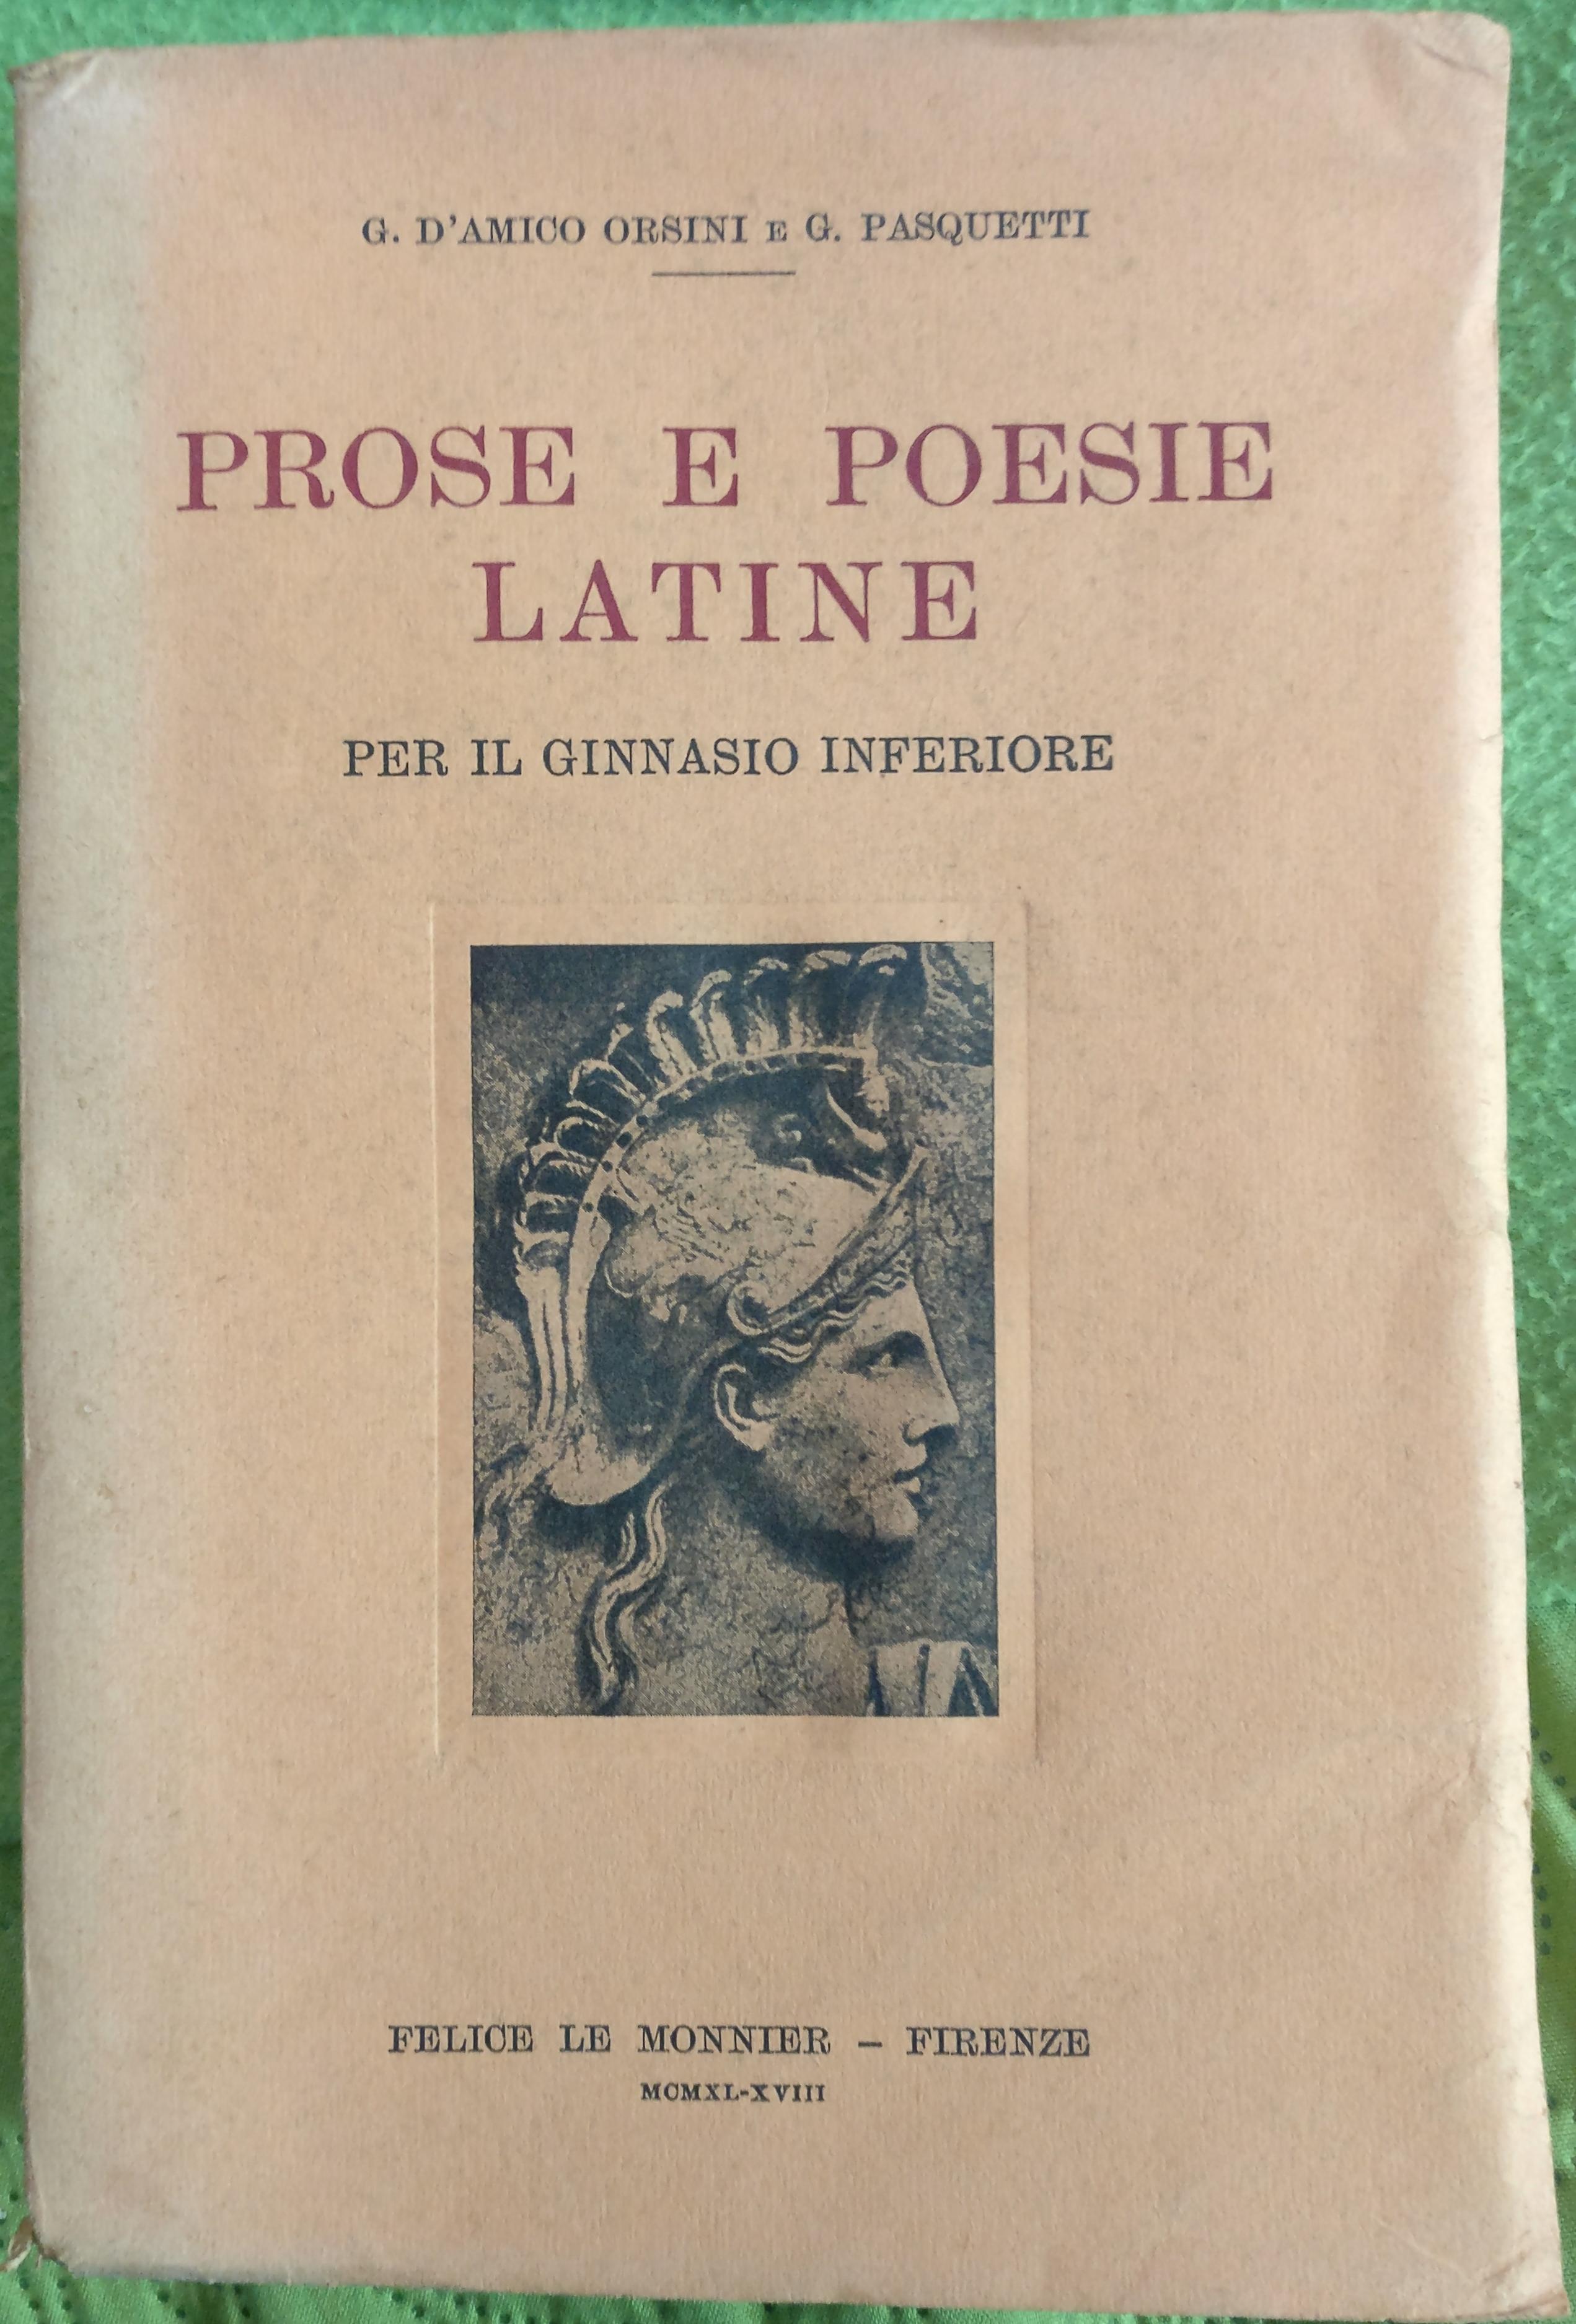 G. D'AMICO ORSINI E G. PASQUETTI
PROSE E POESIE
LATINE
PER IL GINNASIO INFERIORE
FELICE LE MONNIER – FIRENZE
MCMXL-XVIII